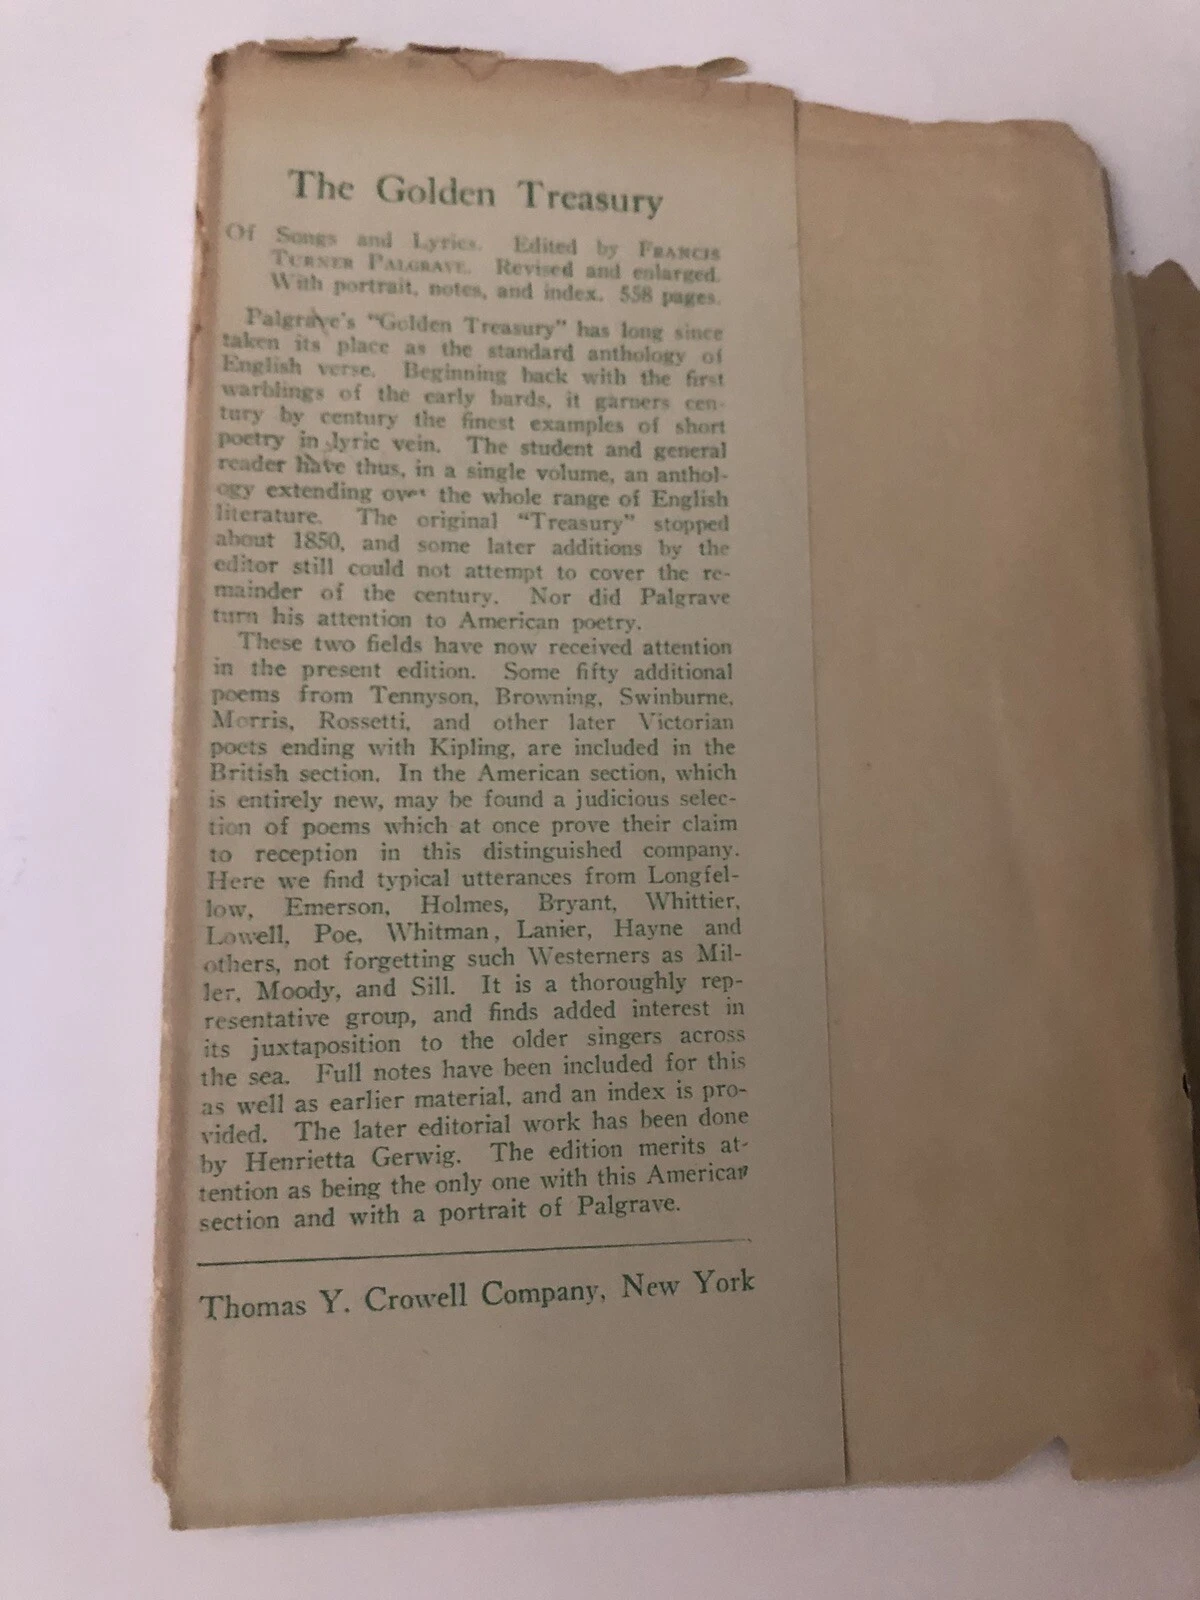 The Golden Treasury
Of Songs and Lyrics. Edited by FRANCIS
TURNER PALGRAVE. Revised and enlarged.
With portrait, notes, and index. 558 pages.
Palgrave's "Golden Treasury" has long since
taken its place as the standard anthology of
English verse. Beginning back with the first
warblings of the early bards, it garners cen-
tury by century the finest examples of short
poetry in lyric vein. The student and general
reader have thus, in a single volume, an anthol-
ogy extending over the whole range of English
literature. The original "Treasury" stopped
about 1850, and some later additions by the
editor still could not attempt to cover the re-
mainder of the century. Nor did Palgrave
turn his attention to American poetry.
These two fields have now received attention
in the present edition. Some fifty additional
poems from Tennyson, Browning, Swinburne,
Morris, Rossetti, and other later Victorian
poets ending with Kipling, are included in the
British section. In the American section, which
is entirely new, may be found a judicious selec-
tion of poems which at once prove their claim
to reception in this distinguished company.
Here we find typical utterances from Longfel-
low, Emerson, Holmes, Bryant, Whittier,
Lowell, Poe, Whitman, Lanier, Hayne and
others, not forgetting such Westerners as Mil-
ler, Moody, and Sill. It is a thoroughly rep-
resentative group, and finds added interest in
its juxtaposition to the older singers across
the sea. Full notes have been included for this
as well as earlier material, and an index is pro-
vided. The later editorial work has been done
by Henrietta Gerwig. The edition merits at-
tention as being the only one with this American
section and with a portrait of Palgrave.
Thomas Y. Crowell Company, New York